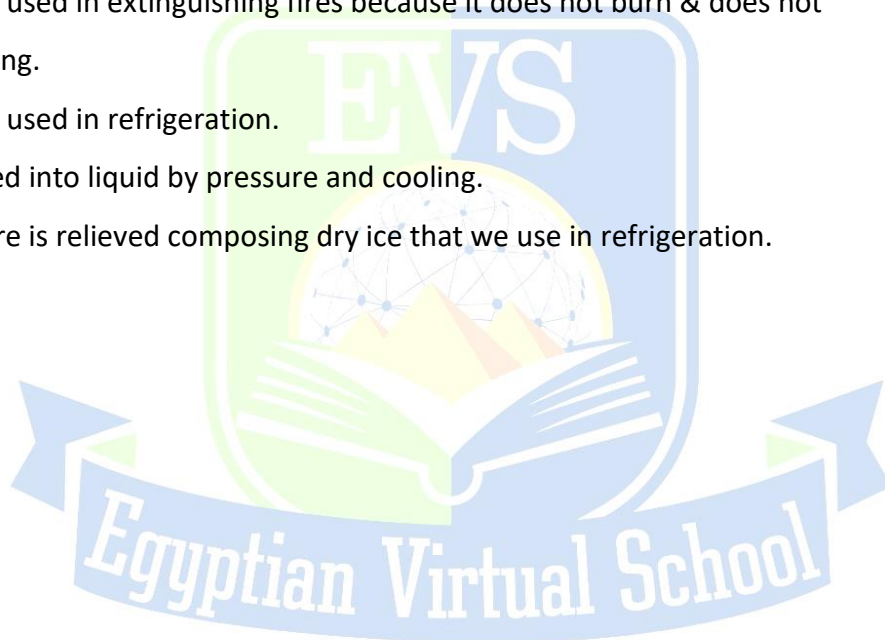 used in extinguishing fires because it does not burn & does not
ng.
used in refrigeration.
ed into liquid by pressure and cooling.
re is relieved composing dry ice that we use in refrigeration.
EVS
Egyptian Virtual School